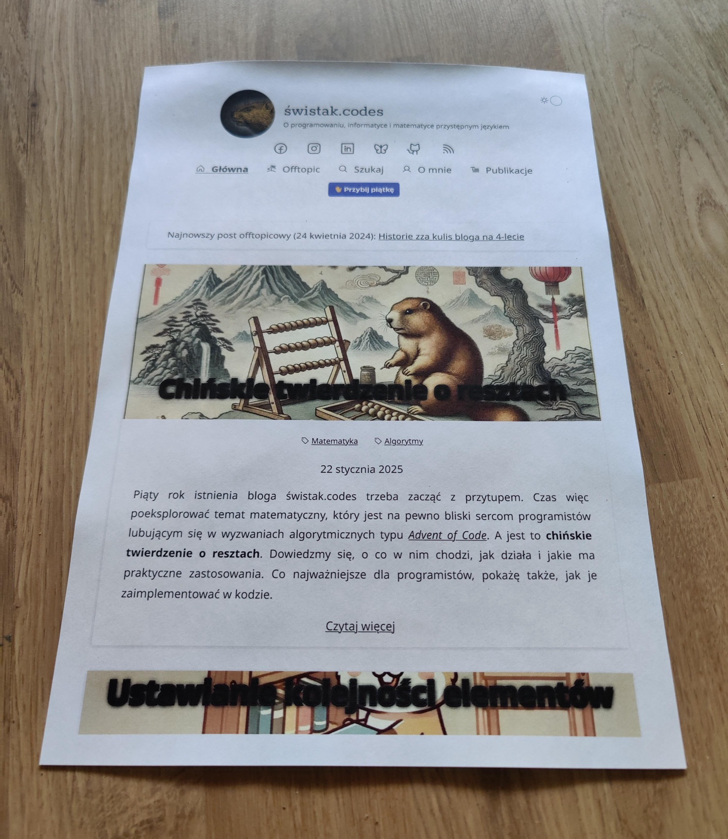 świstak.codes
O programowaniu, informatyce i matematyce przystępnym językiem
Główna Offtopic Szukaj O mnie Publikacje
Przybij piątkę
Najnowszy post offtopicowy (24 kwietnia 2024): Historie zza kulis bloga na 4-lecie
Chińskie twierdzenie o resztach
Matematyka Algorytmy
22 stycznia 2025
Piąty rok istnienia bloga świstak.codes trzeba zacząć z przytupem. Czas więc
poeksplorować temat matematyczny, który jest na pewno bliski sercom programistów
lubującym się w wyzwaniach algorytmicznych typu Advent of Code. A jest to chińskie
twierdzenie o resztach. Dowiedzmy się, o co w nim chodzi, jak działa i jakie ma
praktyczne zastosowania. Co najważniejsze dla programistów, pokażę także, jak je
zaimplementować w kodzie.
Czytaj więcej
Ustawianie kolejności elementów